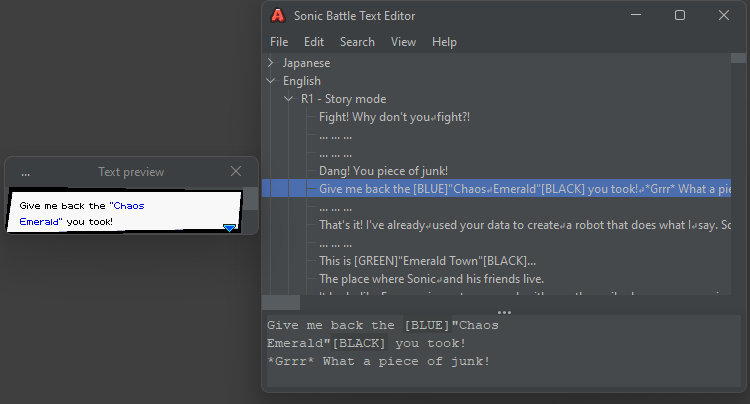 Sonic Battle Text Editor
File Edit Search View Help
Japanese
English
R1 - Story mode
Fight! Why don't you↲fight?!
... ... ...
... ... ...
Dang! You piece of junk!
Give me back the [BLUE]"Chaos↲Emerald"[BLACK] you took!↲*Grrr* What a pie
... ... ...
That's it! I've already↲used your data to create↲a robot that does what I↲say. So
... ... ...
This is [GREEN]"Emerald Town"[BLACK]...
The place where Sonic↲and his friends live.
...
Give me back the [BLUE]"Chaos
Emerald"[BLACK] you took!
*Grrr* What a piece of junk!
... Text preview
Give me back the "Chaos
Emerald" you took!